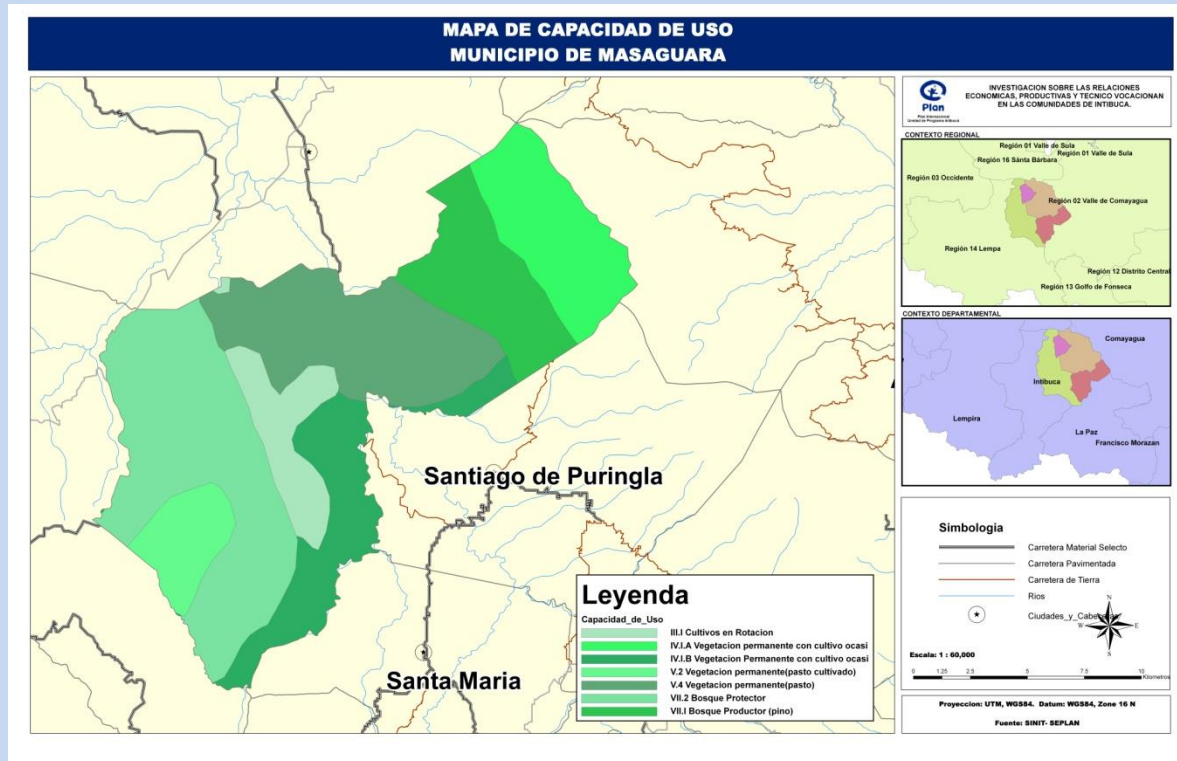 MAPA DE CAPACIDAD DE USO
MUNICIPIO DE MASAGUARA
Santiago de Puringla
Santa Maria
Leyenda
Capacidad_de_Uso
III.I Cultivos en Rotacion
IV.I.A Vegetacion permanente con cultivo ocasi
IV.I.B Vegetacion Permanente con cultivo ocasi
V.2 Vegetacion permanente(pasto cultivado)
V.4 Vegetacion permanente(pasto)
VII.2 Bosque Protector
VII.I Bosque Productor (pino)
Plan
Plan Internacional
Unidad de Programa Intibuca
INVESTIGACION SOBRE LAS RELACIONES
ECONOMICAS, PRODUCTIVAS Y TECNICO VOCACIONAN
EN LAS COMUNIDADES DE INTIBUCA.
CONTEXTO REGIONAL
Región 01 Valle de Sula
Región 01 Valle de Sula
Región 16 Sánta Bárbara
Región 03 Occidente
Región 02 Valle de Comayagua
Región 14 Lempa
Región 12 Distrito Central
Región 13 Golfo de Fonseca
CONTEXTO DEPARTAMENTAL
Comayagua
Intibuca
Lempira
La Paz
Francisco Morazan
Simbologia
Carretera Material Selecto
Carretera Pavimentada
Carretera de Tierra
Rios
Ciudades_y_Cabeceras
N
W
E
S
Escala: 1 : 60,000
0 1.25 2.5 5 7.5 10
Kilometros
Proyeccion: UTM, WGS84. Datum: WGS84, Zone 16 N
Fuente: SINIT- SEPLAN